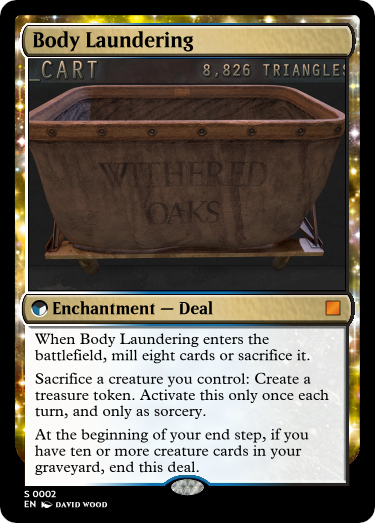 Body Laundering
_CART
8,826 TRIANGLES
WITHERED
OAKS
Enchantment — Deal
When Body Laundering enters the
battlefield, mill eight cards or sacrifice it.
Sacrifice a creature you control: Create a
treasure token. Activate this only once each
turn, and only as sorcery.
At the beginning of your end step, if you
have ten or more creature cards in your
graveyard, end this deal.
S 0002
EN DAVID WOOD